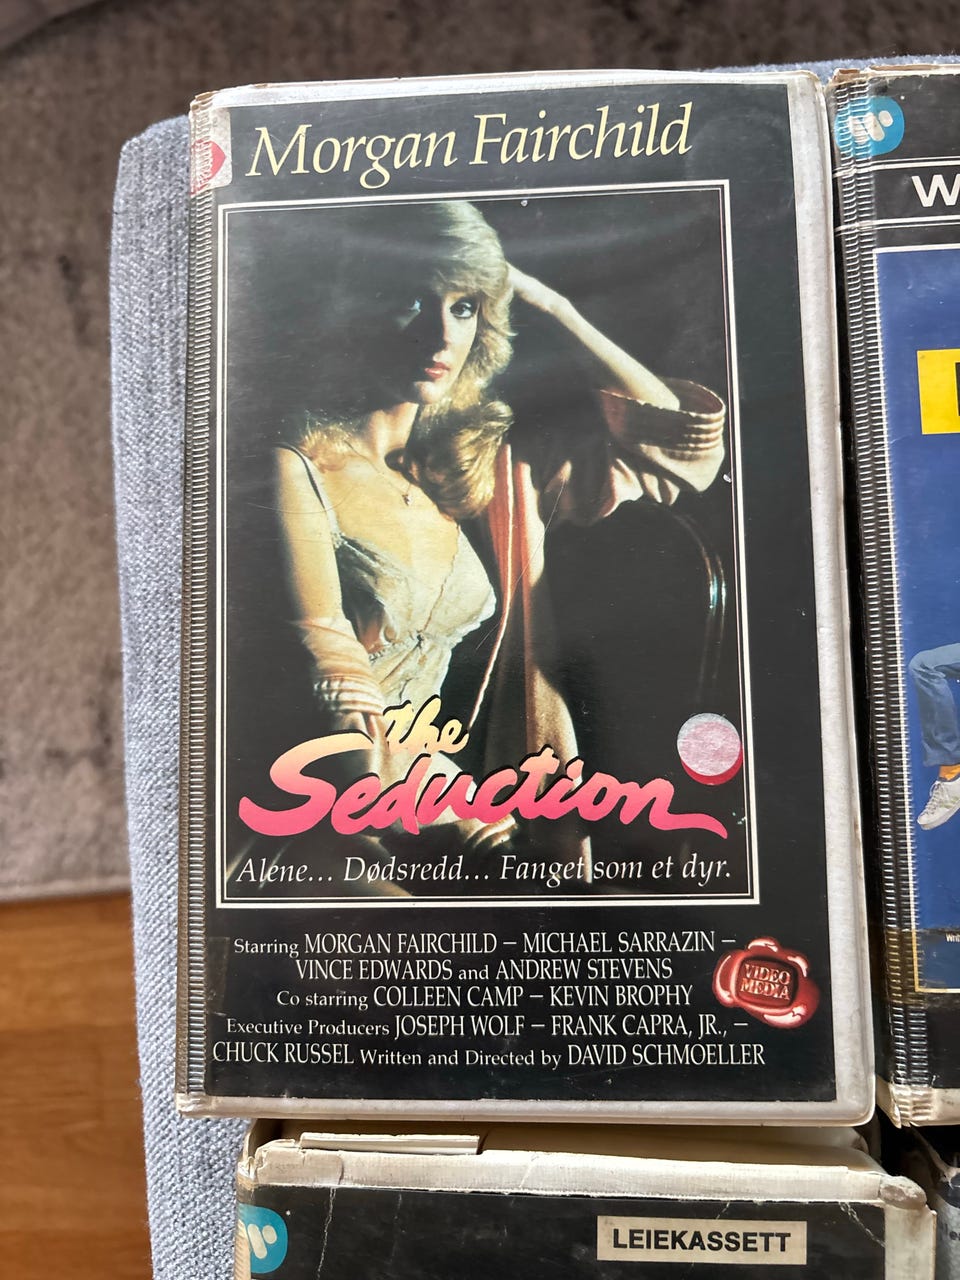 Morgan Fairchild
The
Seduction
Alene... Dødsredd... Fanget som et dyr.
Starring MORGAN FAIRCHILD – MICHAEL SARRAZIN –
VINCE EDWARDS and ANDREW STEVENS
Co starring COLLEEN CAMP – KEVIN BROPHY
Executive Producers JOSEPH WOLF – FRANK CAPRA, JR., –
CHUCK RUSSEL Written and Directed by DAVID SCHMOELLER
VIDEO
MEDIA
W
LEIEKASSETT